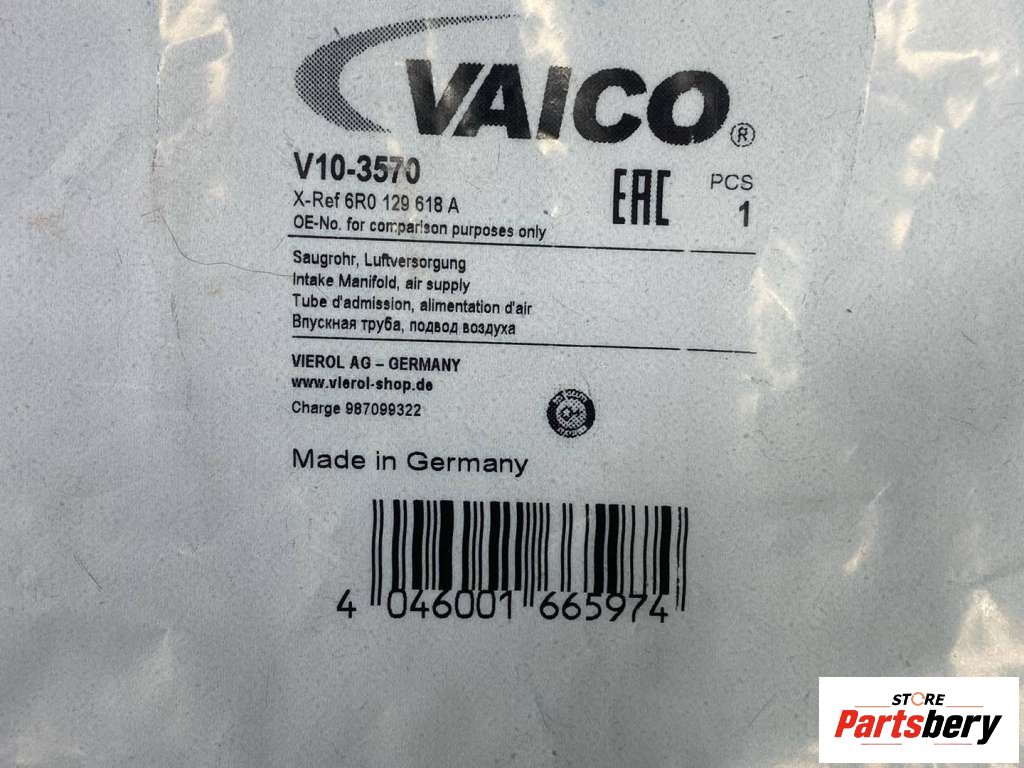 VAICO®
V10-3570
X-Ref 6R0 129 618 A
OE-No. for comparison purposes only
EAC
PCS
1
Saugrohr, Luftversorgung
Intake Manifold, air supply
Tube d'admission, alimentation d'air
Впускная труба, подвод воздуха
VIEROL AG – GERMANY
www.vierol-shop.de
Charge 987099322
Made in Germany
4 046001 665974
STORE
Partsbery